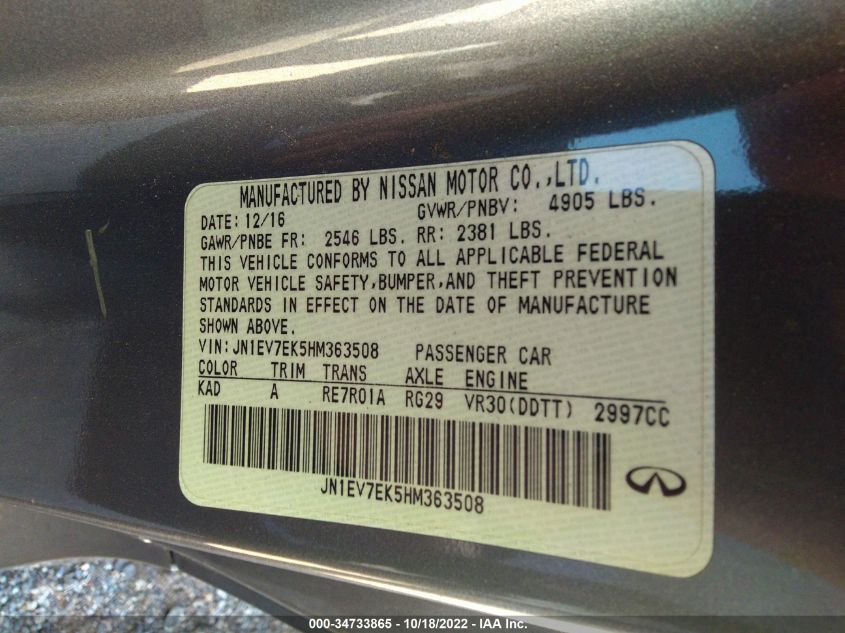 MANUFACTURED BY NISSAN MOTOR CO.,LTD.
DATE: 12/16 GVWR/PNBV: 4905 LBS.
GAWR/PNBE FR: 2546 LBS. RR: 2381 LBS.
THIS VEHICLE CONFORMS TO ALL APPLICABLE FEDERAL
MOTOR VEHICLE SAFETY,BUMPER,AND THEFT PREVENTION
STANDARDS IN EFFECT ON THE DATE OF MANUFACTURE
SHOWN ABOVE.
VIN:JN1EV7EK5HM363508 PASSENGER CAR
COLOR TRIM TRANS AXLE ENGINE
KAD A RE7R01A RG29 VR30(DDTT) 2997CC
JN1EV7EK5HM363508
000-34733865 - 10/18/2022 - IAA Inc.